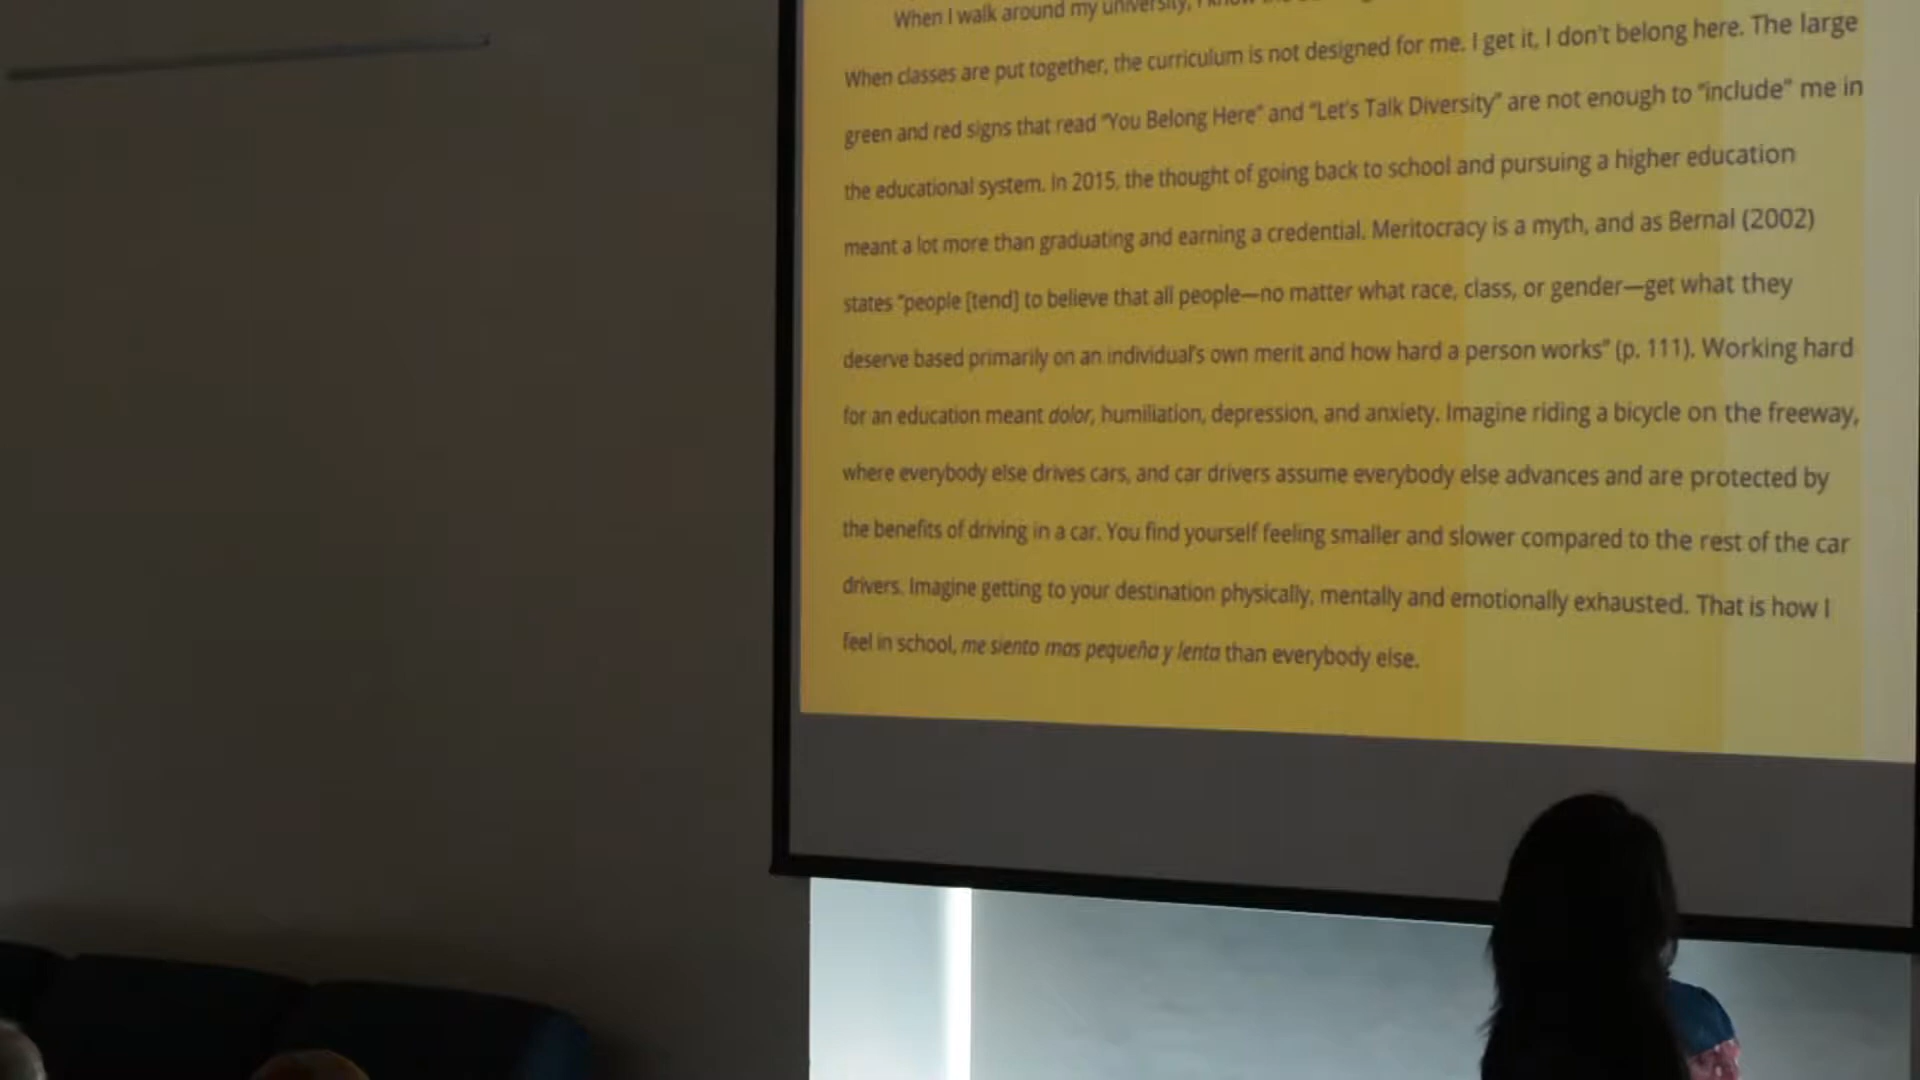 When I walk around my university, I know
When classes are put together, the curriculum is not designed for me. I get it, I don't belong here. The large
green and red signs that read “You Belong Here” and “Let's Talk Diversity” are not enough to “include” me in
the educational system. In 2015, the thought of going back to school and pursuing a higher education
meant a lot more than graduating and earning a credential. Meritocracy is a myth, and as Bernal (2002)
states “people [tend] to believe that all people—no matter what race, class, or gender—get what they
deserve based primarily on an individual's own merit and how hard a person works” (p. 111). Working hard
for an education meant dolor, humiliation, depression, and anxiety. Imagine riding a bicycle on the freeway,
where everybody else drives cars, and car drivers assume everybody else advances and are protected by
the benefits of driving in a car. You find yourself feeling smaller and slower compared to the rest of the car
drivers. Imagine getting to your destination physically, mentally and emotionally exhausted. That is how I
feel in school, me siento mas pequeña y lenta than everybody else.